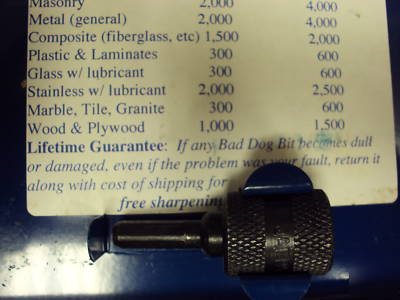 Masonry 2,000 4,000
Metal (general) 2,000 4,000
Composite (fiberglass, etc) 1,500 2,000
Plastic & Laminates 300 600
Glass w/ lubricant 300 600
Stainless w/ lubricant 2,000 2,500
Marble, Tile, Granite 300 600
Wood & Plywood 1,000 1,500
Lifetime Guarantee: If any Bad Dog Bit becomes dull
or damaged, even if the problem was your fault, return it
along with cost of shipping for
free sharpenin